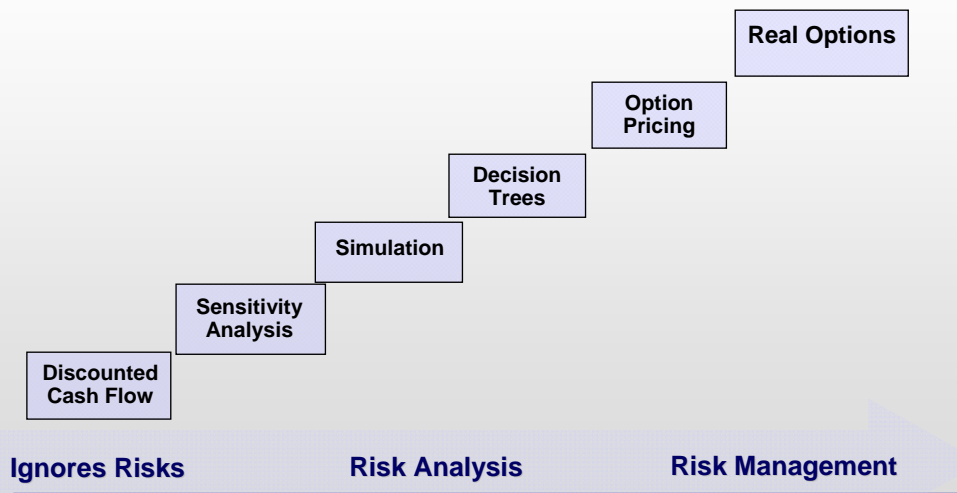 Real Options
Option
Pricing
Decision
Trees
Simulation
Sensitivity
Analysis
Discounted
Cash Flow
Ignores Risks
Risk Analysis
Risk Management